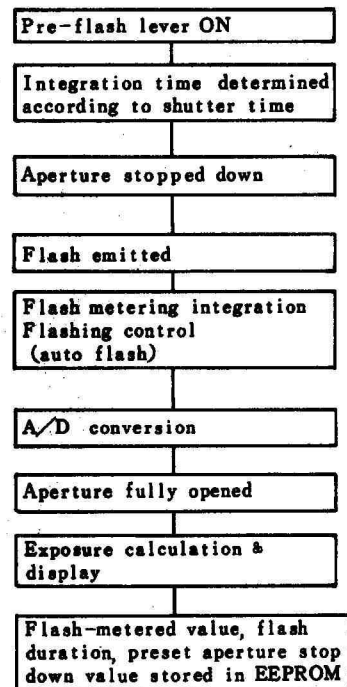 Pre-flash lever ON
Integration time determined
according to shutter time
Aperture stopped down
Flash emitted
Flash metering integration
Flashing control
(auto flash)
A/D conversion
Aperture fully opened
Exposure calculation &
display
Flash-metered value, flash
duration, preset aperture stop
down value stored in EEPROM